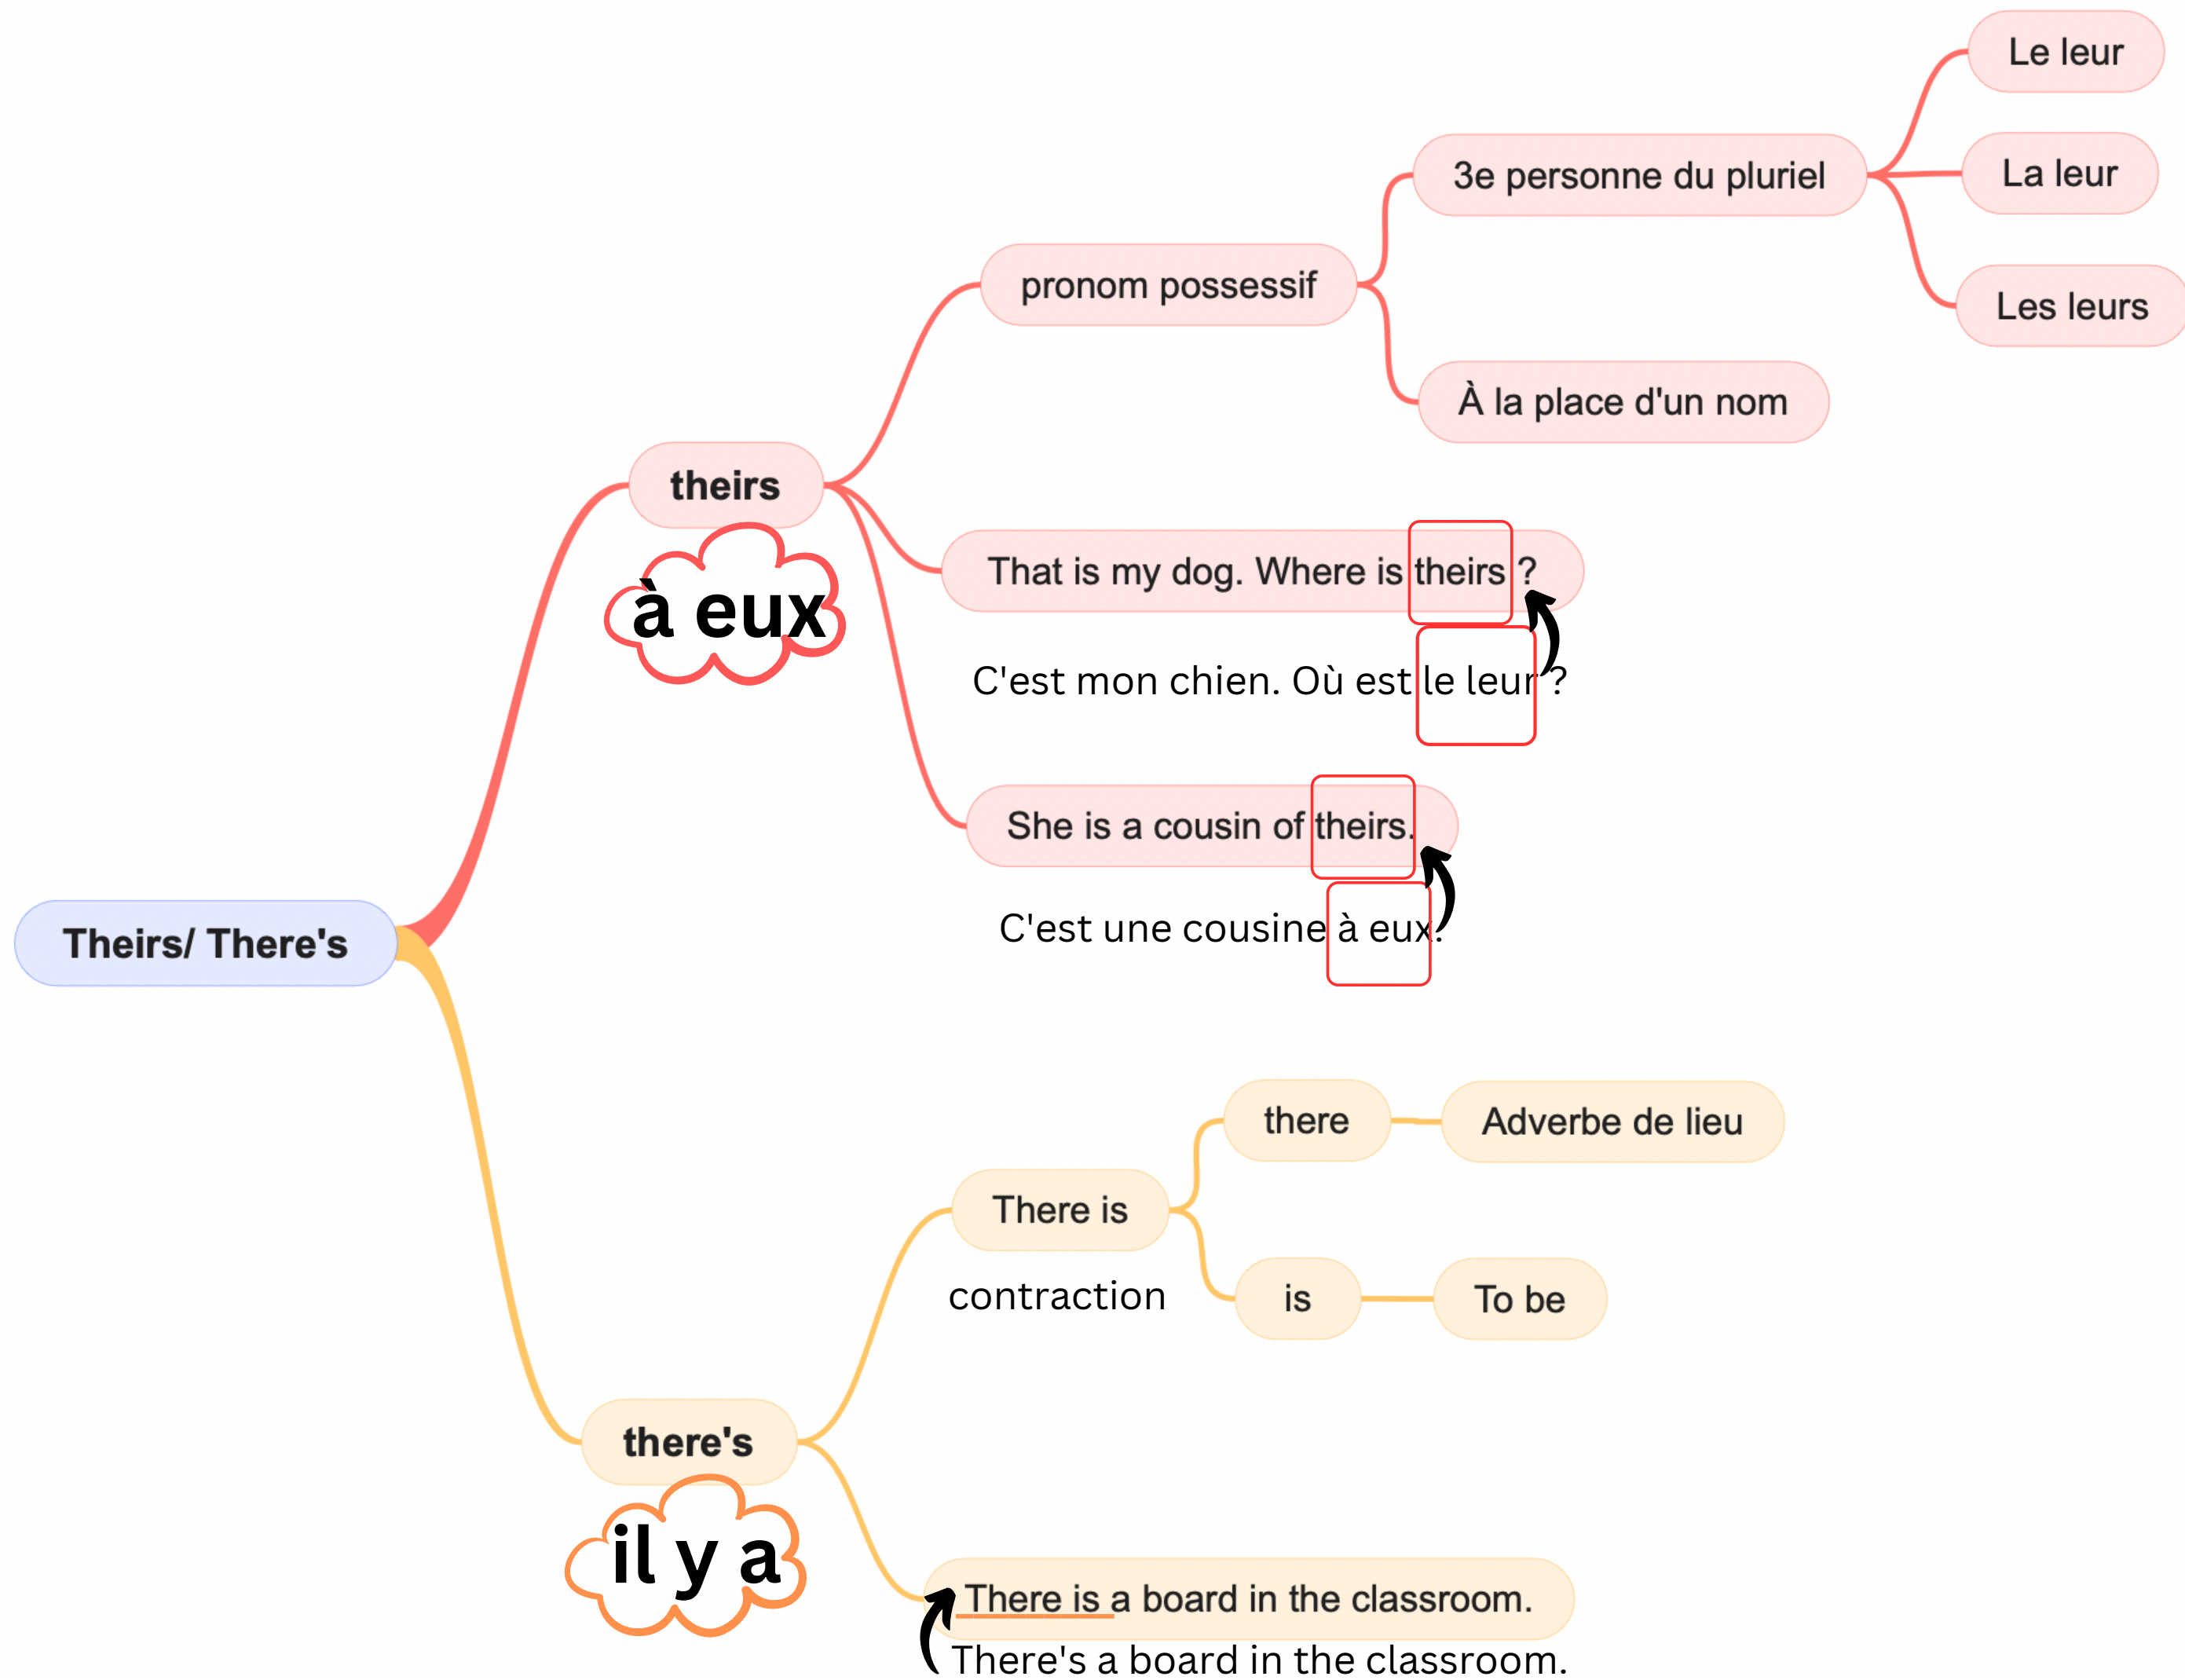 Theirs/ There's
theirs
à eux
pronom possessif
3e personne du pluriel
Le leur
La leur
Les leurs
À la place d'un nom
That is my dog. Where is theirs ?
C'est mon chien. Où est le leur ?
She is a cousin of theirs.
C'est une cousine à eux.
there's
il y a
There is
contraction
there
Adverbe de lieu
is
To be
There is a board in the classroom.
There's a board in the classroom.